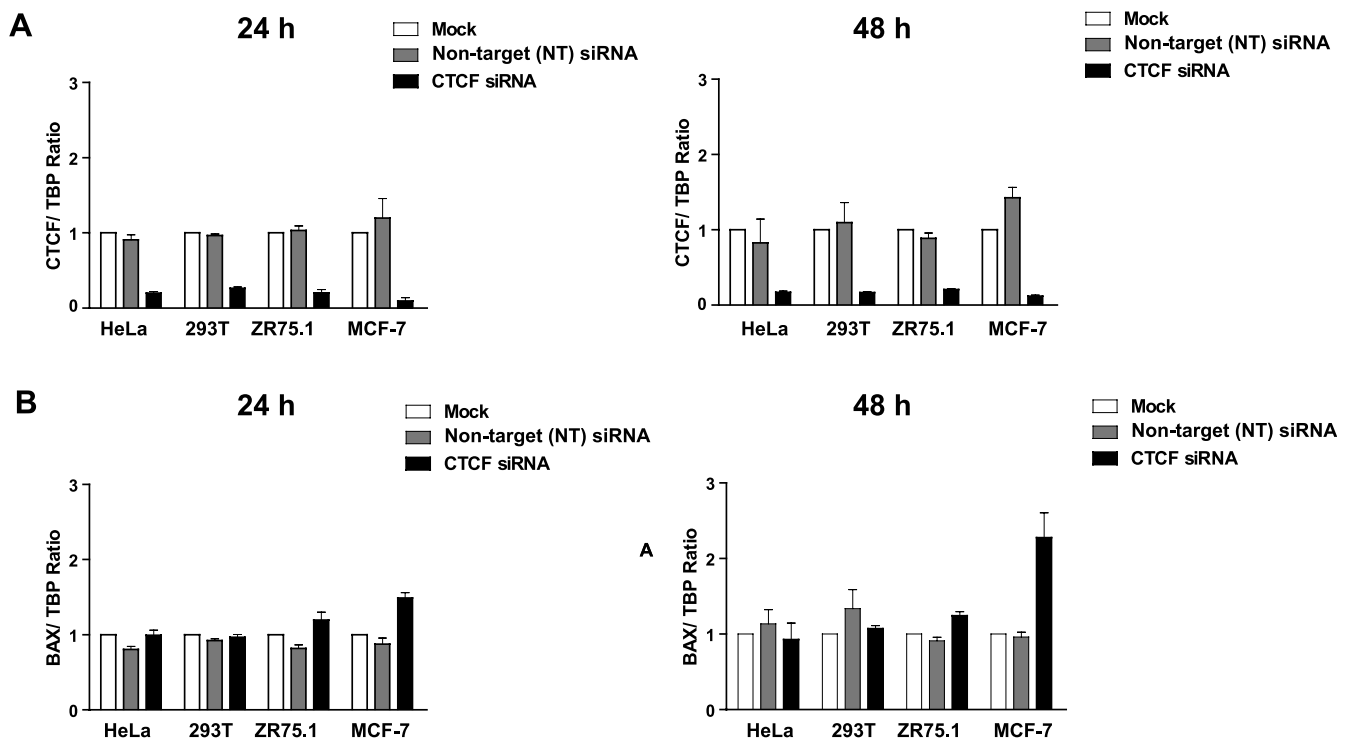 A
24 h
Mock
Non-target (NT) siRNA
CTCF siRNA
CTCF/ TBP Ratio
3
2
1
0
HeLa 293T ZR75.1 MCF-7
48 h
Mock
Non-target (NT) siRNA
CTCF siRNA
CTCF/ TBP Ratio
3
2
1
0
HeLa 293T ZR75.1 MCF-7
B
24 h
Mock
Non-target (NT) siRNA
CTCF siRNA
BAX/ TBP Ratio
3
2
1
0
HeLa 293T ZR75.1 MCF-7
A
48 h
Mock
Non-target (NT) siRNA
CTCF siRNA
BAX/ TBP Ratio
3
2
1
0
HeLa 293T ZR75.1 MCF-7